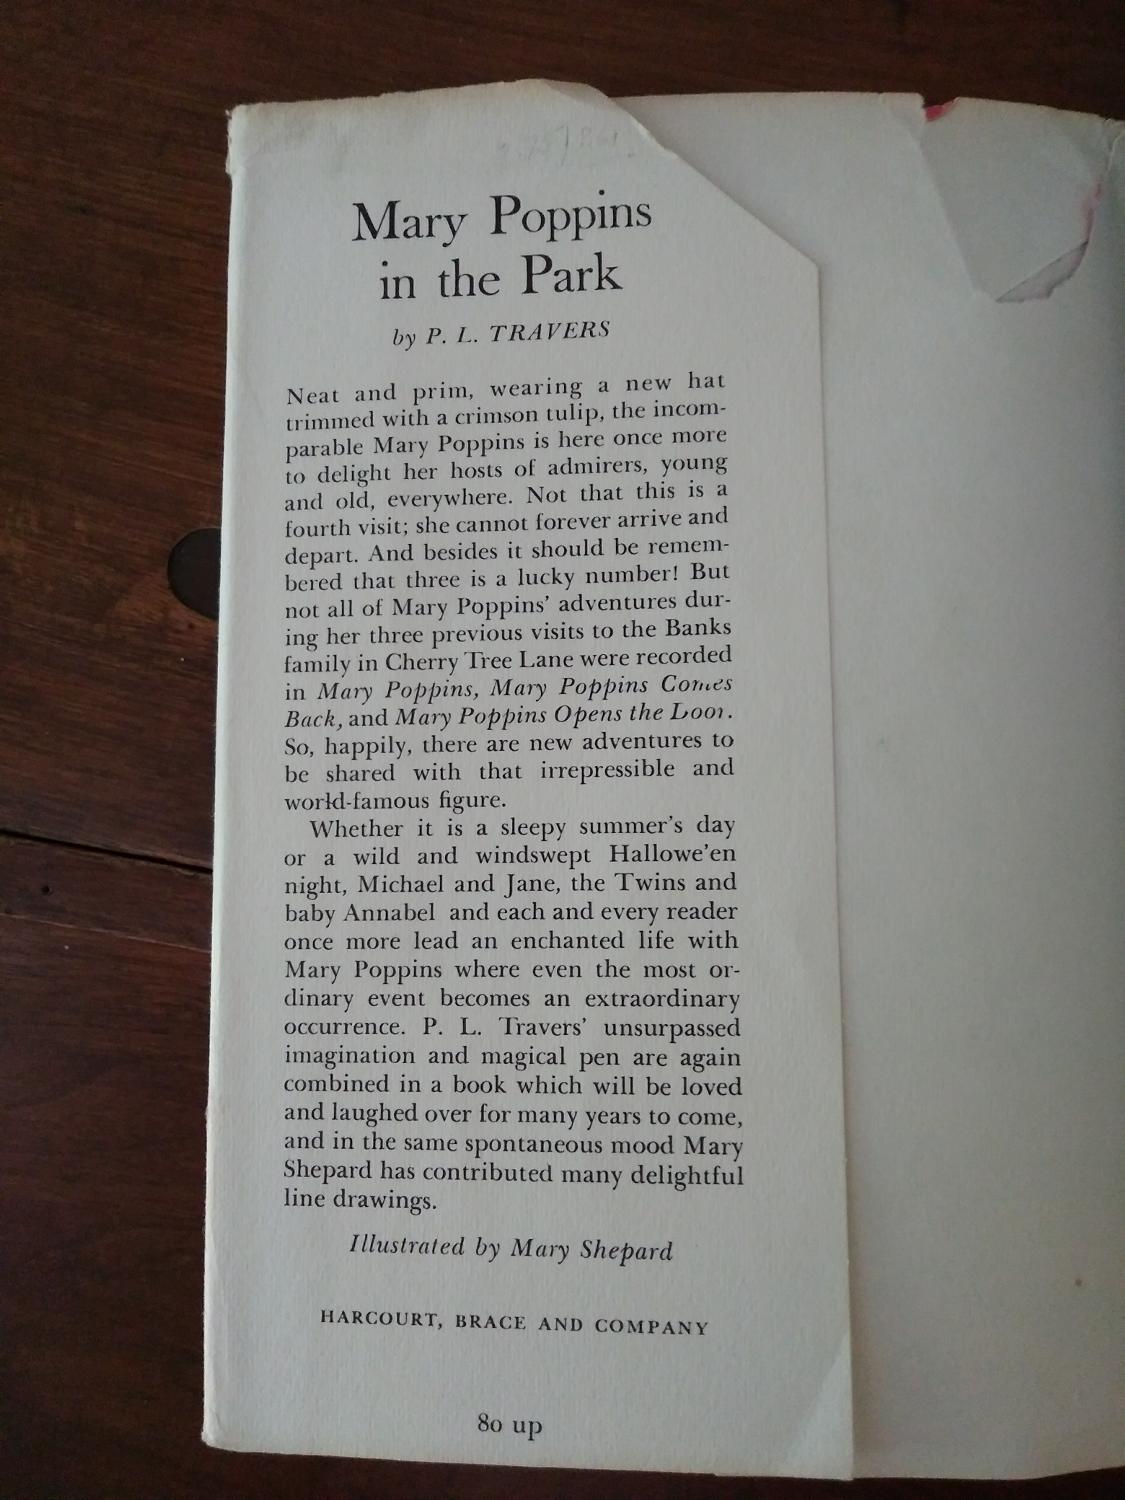 Mary Poppins
in the Park
by P. L. TRAVERS
Neat and prim, wearing a new hat
trimmed with a crimson tulip, the incom-
parable Mary Poppins is here once more
to delight her hosts of admirers, young
and old, everywhere. Not that this is a
fourth visit; she cannot forever arrive and
depart. And besides it should be remem-
bered that three is a lucky number! But
not all of Mary Poppins' adventures dur-
ing her three previous visits to the Banks
family in Cherry Tree Lane were recorded
in Mary Poppins, Mary Poppins Comes
Back, and Mary Poppins Opens the Door.
So, happily, there are new adventures to
be shared with that irrepressible and
world-famous figure.
Whether it is a sleepy summer's day
or a wild and windswept Hallowe'en
night, Michael and Jane, the Twins and
baby Annabel and each and every reader
once more lead an enchanted life with
Mary Poppins where even the most or-
dinary event becomes an extraordinary
occurrence. P. L. Travers' unsurpassed
imagination and magical pen are again
combined in a book which will be loved
and laughed over for many years to come,
and in the same spontaneous mood Mary
Shepard has contributed many delightful
line drawings.
Illustrated by Mary Shepard
HARCOURT, BRACE AND COMPANY
80 up